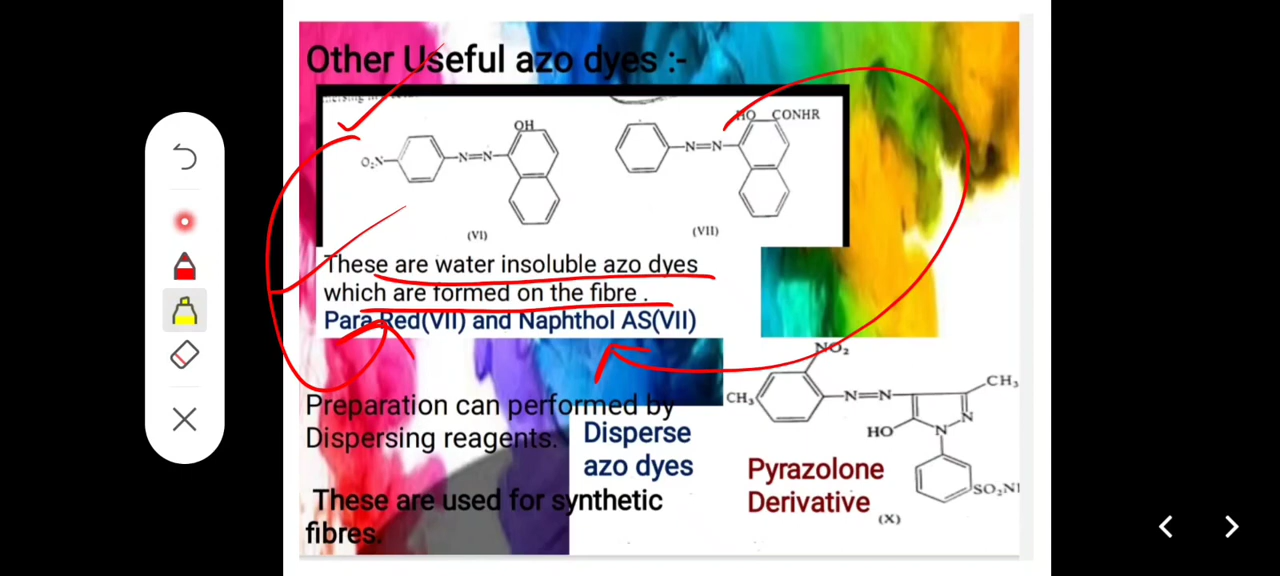 Other Useful azo dyes :-
OH
O₂N
N=N
(VI)
HO CONHR
N=N
(VII)
These are water insoluble azo dyes
which are formed on the fibre .
Para Red(VII) and Naphthol AS(VII)
Preparation can performed by
Dispersing reagents.
These are used for synthetic
fibres.
Disperse
azo dyes
NO₂
CH₃
CH₃
N=N
N
HO
N
SO₂N
Pyrazolone
Derivative
(X)